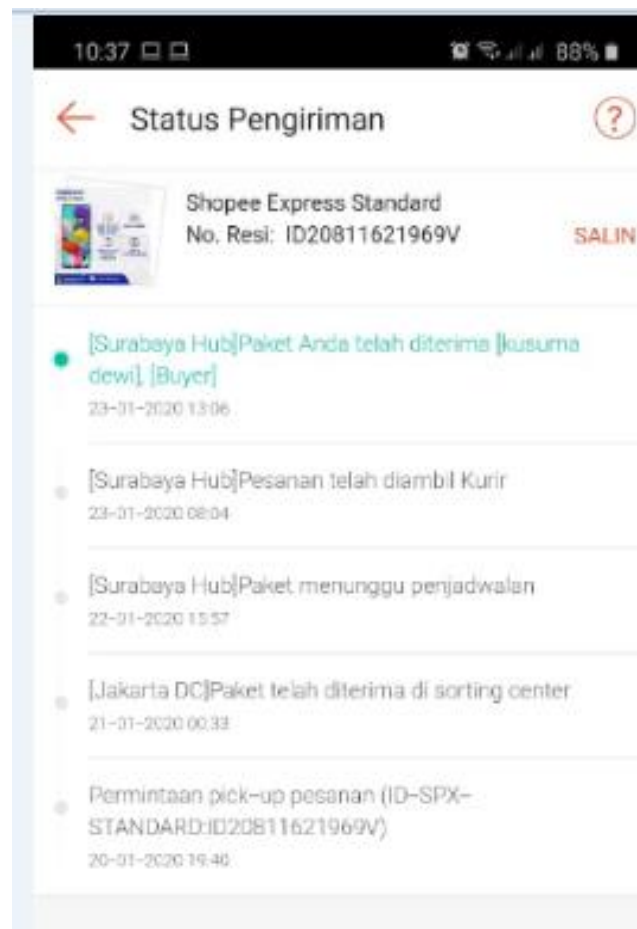 10:37 88%
Status Pengiriman
Shopee Express Standard
No. Resi: ID20811621969V
SALIN
[Surabaya Hub]Paket Anda telah diterima [kusuma
dewi], [Buyer]
23-01-2020 13:06
[Surabaya Hub]Pesanan telah diambil Kurir
23-01-2020 08:04
[Surabaya Hub]Paket menunggu penjadwalan
22-01-2020 15:57
[Jakarta DC]Paket telah diterima di sorting center
21-01-2020 00:33
Permintaan pick-up pesanan (ID-SPX-
STANDARD:ID20811621969V)
20-01-2020 19:40